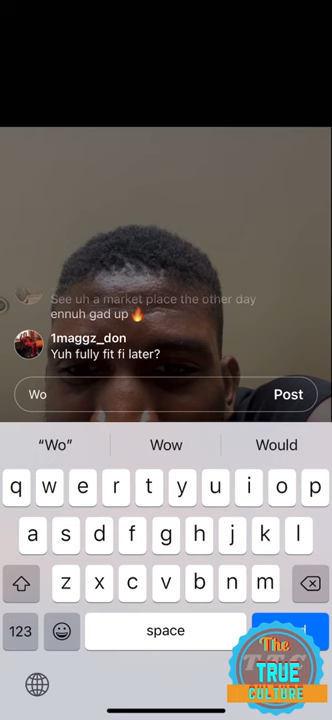 See uh a market place the other day
ennuh gad up🔥
1maggz_don
Yuh fully fit fi later?
Wo
Post
“Wo”
Wow
Would
q w e r t y u i o p
a s d f g h j k l
z x c v b n m
123
space
The
T.T.C
TRUE
CULTURE